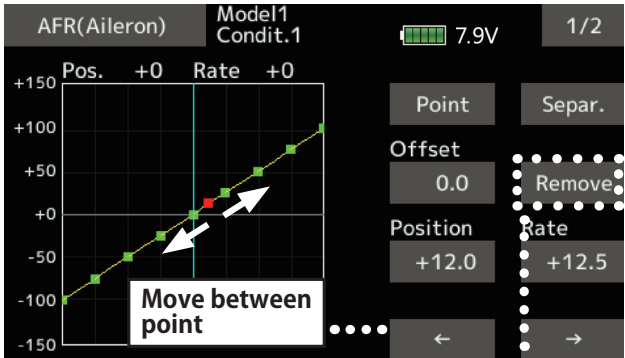 AFR(Aileron)
Model1
Condit.1
7.9V
1/2
Pos. +0 Rate +0
+150
+100
+50
+0
-50
-100
-150
Point
Separ.
Offset
0.0
Remove
Position
Rate
+12.0
+12.5
Move between
point
←
→